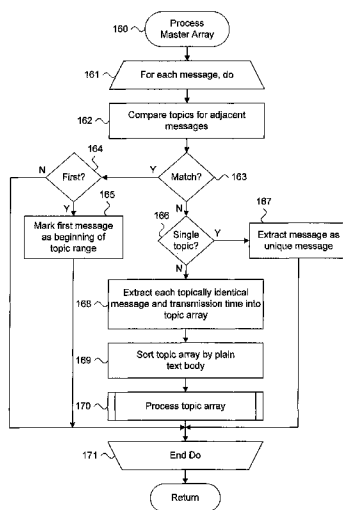 160
Process
Master Array
161
For each message, do
162
Compare topics for adjacent
messages
164
N
First?
Y
Match?
163
Y
165
N
166
167
Mark first message
as beginning of
topic range
Single
topic?
Y
Extract message as
unique message
N
168
Extract each topically identical
message and transmission time into
topic array
169
Sort topic array by plain
text body
170
Process topic array
171
End Do
Return